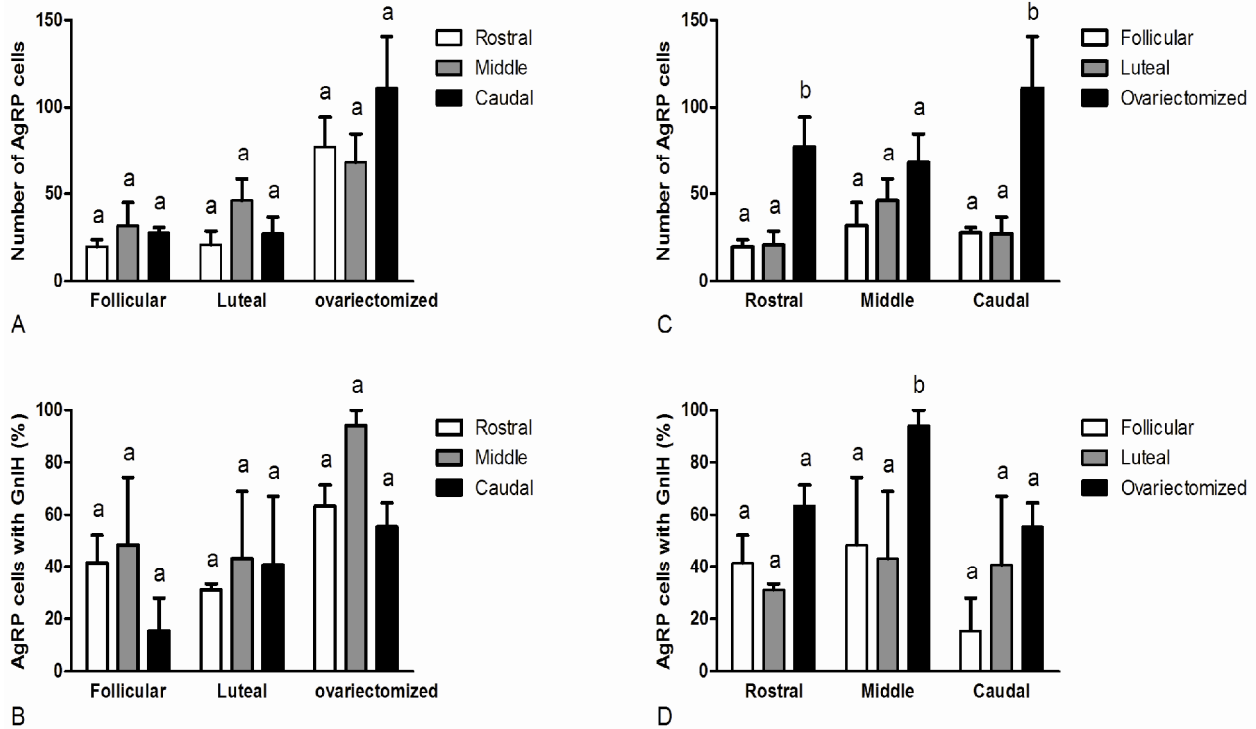 Number of AgRP cells
150
100
50
0
a a a
a a a
a a a
Follicular Luteal ovariectomized
Rostral
Middle
Caudal
A
Number of AgRP cells
150
100
50
0
a a b
a a a
a a b
Rostral Middle Caudal
Follicular
Luteal
Ovariectomized
C
AgRP cells with GnIH (%)
100
80
60
40
20
0
a a a
a a a
a a a
Follicular Luteal ovariectomized
Rostral
Middle
Caudal
B
AgRP cells with GnIH (%)
100
80
60
40
20
0
a a a
a a b
a a a
Rostral Middle Caudal
Follicular
Luteal
Ovariectomized
D